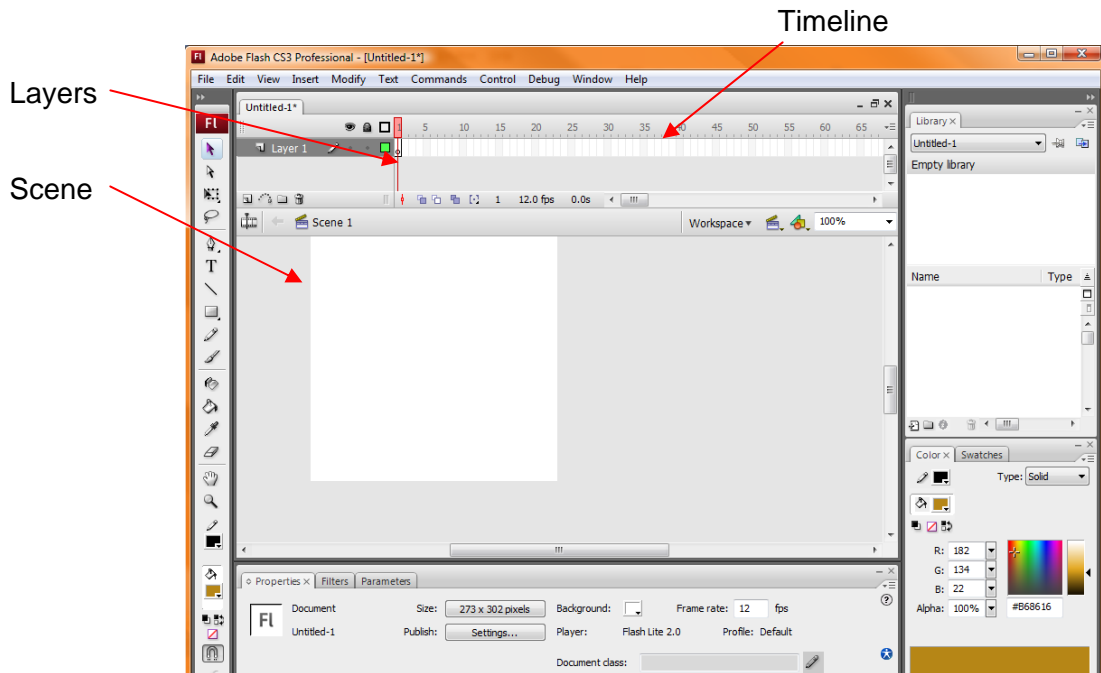 Timeline
Adobe Flash CS3 Professional - [Untitled-1*]
File Edit View Insert Modify Text Commands Control Debug Window Help
Layers
Untitled-1*
Fl
1 5 10 15 20 25 30 35 40 45 50 55 60 65
Layer 1
Library
Untitled-1
Empty library
Scene
1 12.0 fps 0.0s
Scene 1
Workspace
100%
T
Name Type
Color Swatches
Type: Solid
R: 182
G: 134
B: 22
Alpha: 100%
#B68616
Properties Filters Parameters
Fl
Document
Size: 273 x 302 pixels
Background:
Frame rate: 12 fps
Untitled-1
Publish: Settings...
Player: Flash Lite 2.0
Profile: Default
Document class: